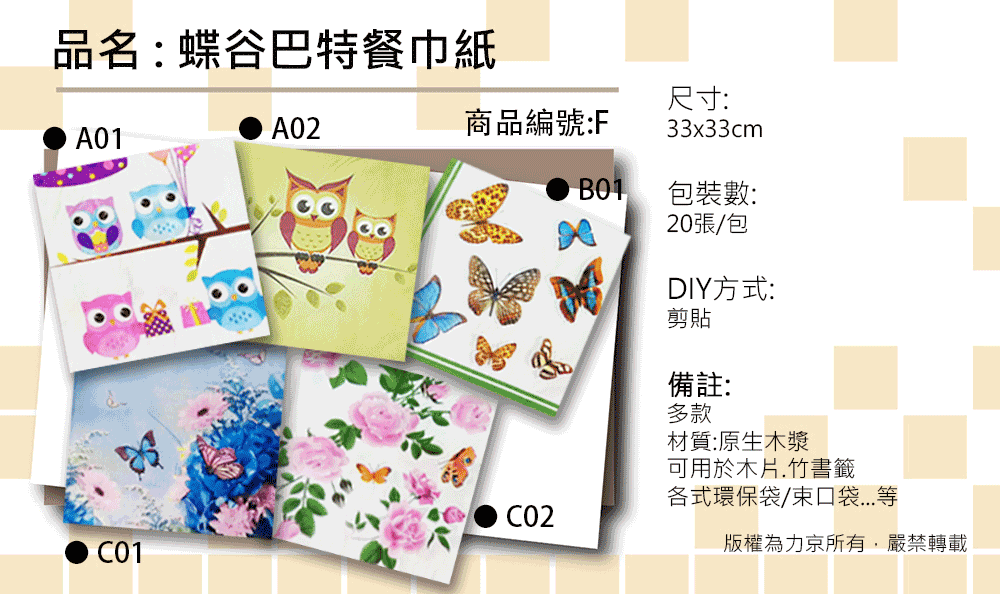 品名 : 蝶谷巴特餐巾紙
商品編號:F
● A01
● A02
● B01
● C01
● C02
尺寸:
33x33cm
包裝數:
20張/包
DIY方式:
剪貼
備註:
多款
材質:原生木漿
可用於木片.竹書籤
各式環保袋/束口袋...等
版權為力京所有，嚴禁轉載